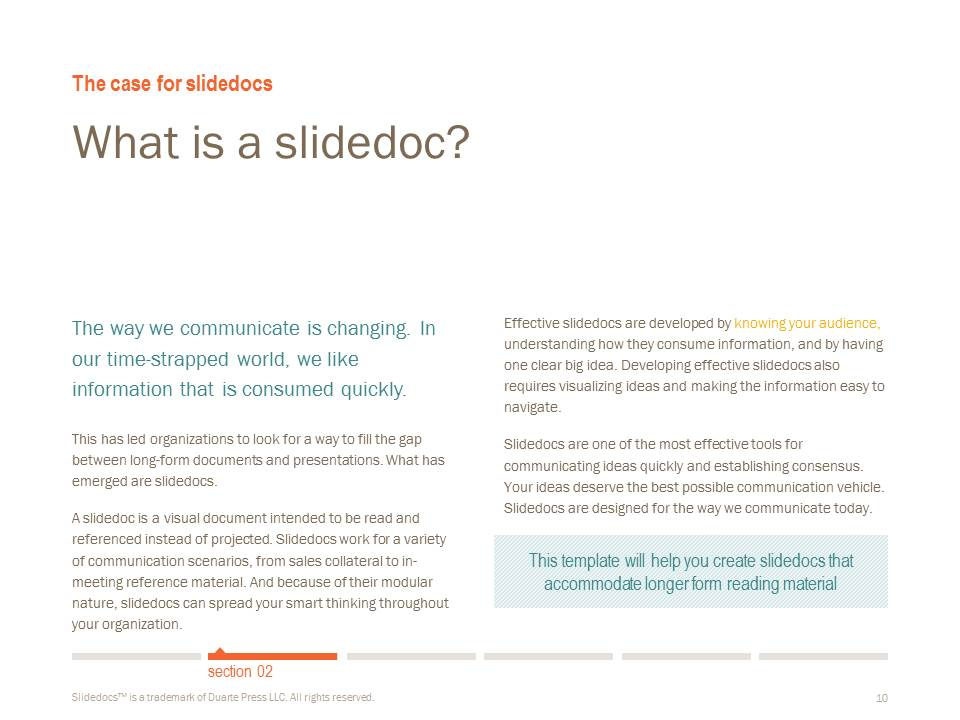 The case for slidedocs
What is a slidedoc?
The way we communicate is changing. In
our time-strapped world, we like
information that is consumed quickly.
This has led organizations to look for a way to fill the gap
between long-form documents and presentations. What has
emerged are slidedocs.
A slidedoc is a visual document intended to be read and
referenced instead of projected. Slidedocs work for a variety
of communication scenarios, from sales collateral to in-
meeting reference material. And because of their modular
nature, slidedocs can spread your smart thinking throughout
your organization.
Effective slidedocs are developed by knowing your audience,
understanding how they consume information, and by having
one clear big idea. Developing effective slidedocs also
requires visualizing ideas and making the information easy to
navigate.
Slidedocs are one of the most effective tools for
communicating ideas quickly and establishing consensus.
Your ideas deserve the best possible communication vehicle.
Slidedocs are designed for the way we communicate today.
This template will help you create slidedocs that
accommodate longer form reading material
section 02
Slidedocs™ is a trademark of Duarte Press LLC. All rights reserved.
10